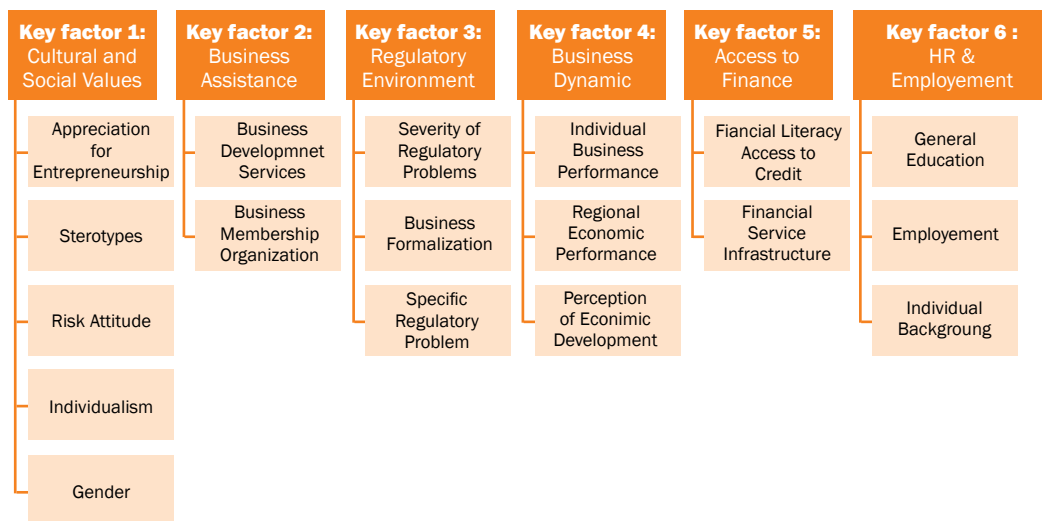 Key factor 1:
Cultural and
Social Values
Appreciation
for
Entrepreneurship
Sterotypes
Risk Attitude
Individualism
Gender
Key factor 2:
Business
Assistance
Business
Developmnet
Services
Business
Membership
Organization
Key factor 3:
Regulatory
Environment
Severity of
Regulatory
Problems
Business
Formalization
Specific
Regulatory
Problem
Key factor 4:
Business
Dynamic
Individual
Business
Performance
Regional
Economic
Performance
Perception
of Econimic
Development
Key factor 5:
Access to
Finance
Fiancial Literacy
Access to
Credit
Financial
Service
Infrastructure
Key factor 6 :
HR &
Employement
General
Education
Employement
Individual
Backgroung